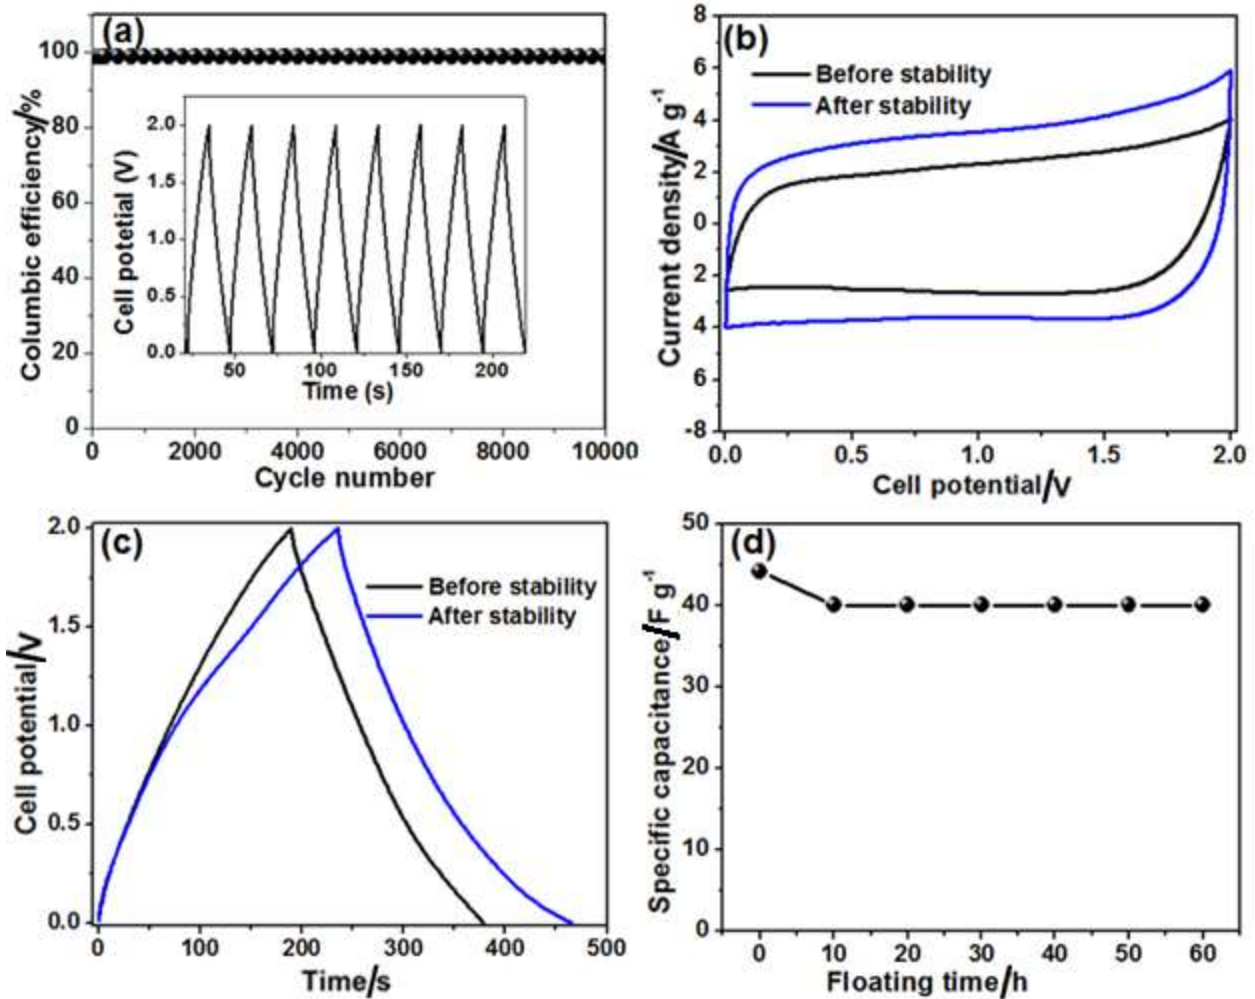 (a)
Columbic efficiency/%
100
80
60
40
20
0
0 2000 4000 6000 8000 10000
Cycle number
Cell potetial (V)
2.0
1.5
1.0
0.5
0.0
50 100 150 200
Time (s)
(b)
Before stability
After stability
Current density/A g-1
8
6
4
2
0
2
4
6
-8
0.0 0.5 1.0 1.5 2.0
Cell potential/V
(c)
Before stability
After stability
Cell potential/V
2.0
1.5
1.0
0.5
0.0
0 100 200 300 400 500
Time/s
(d)
Specific capacitance/F g-1
50
40
30
20
10
0
0 10 20 30 40 50 60
Floating time/h